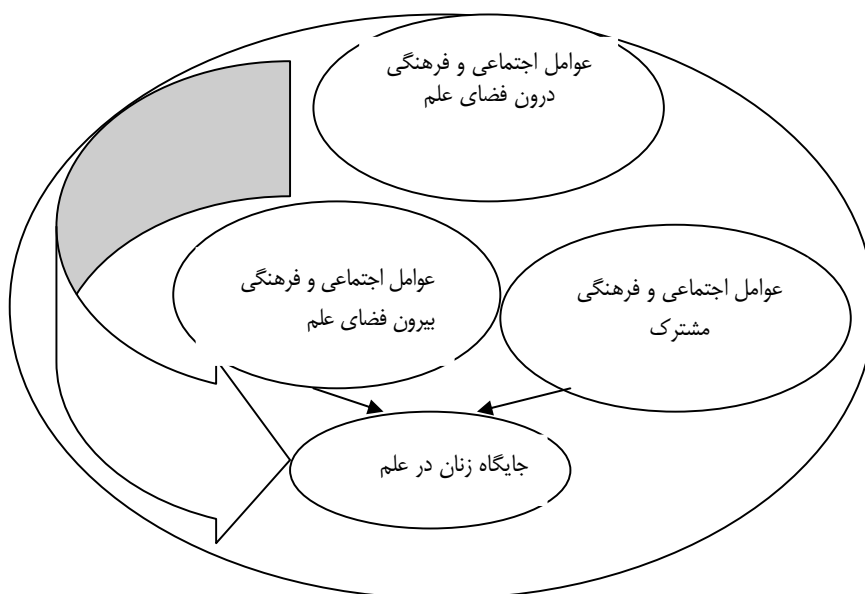 عوامل اجتماعی و فرهنگی
درون فضای علم
عوامل اجتماعی و فرهنگی
مشترک
عوامل اجتماعی و فرهنگی
بیرون فضای علم
جایگاه زنان در علم